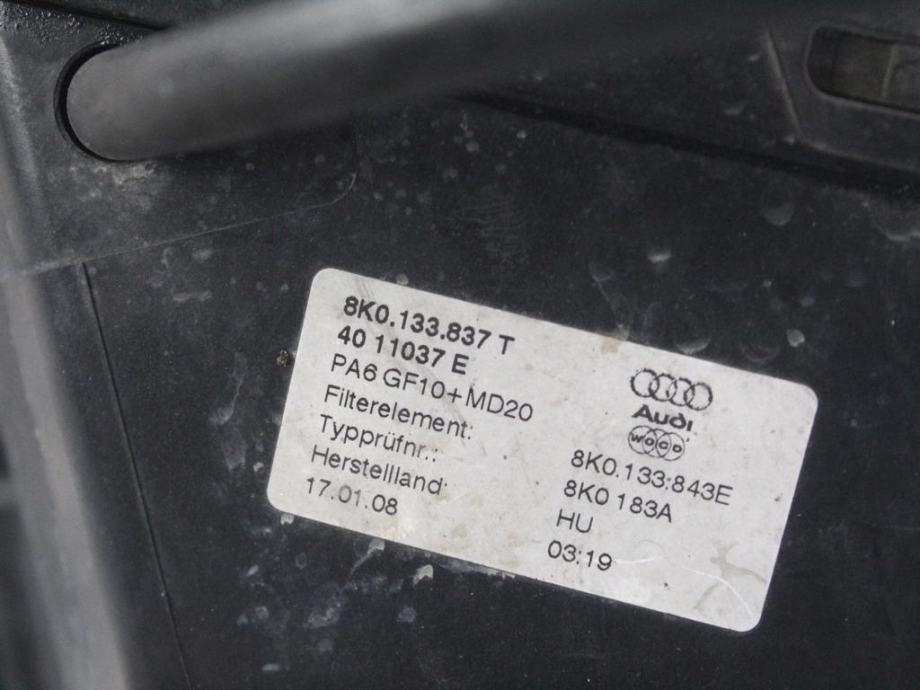 8K0.133.837 T
40 11037 E
PA6 GF10+MD20
Filterelement: 8K0.133.843E
Typprüfnr.: 8K0 183A
Herstellland: HU
17.01.08 03:19
Audi
WOCO